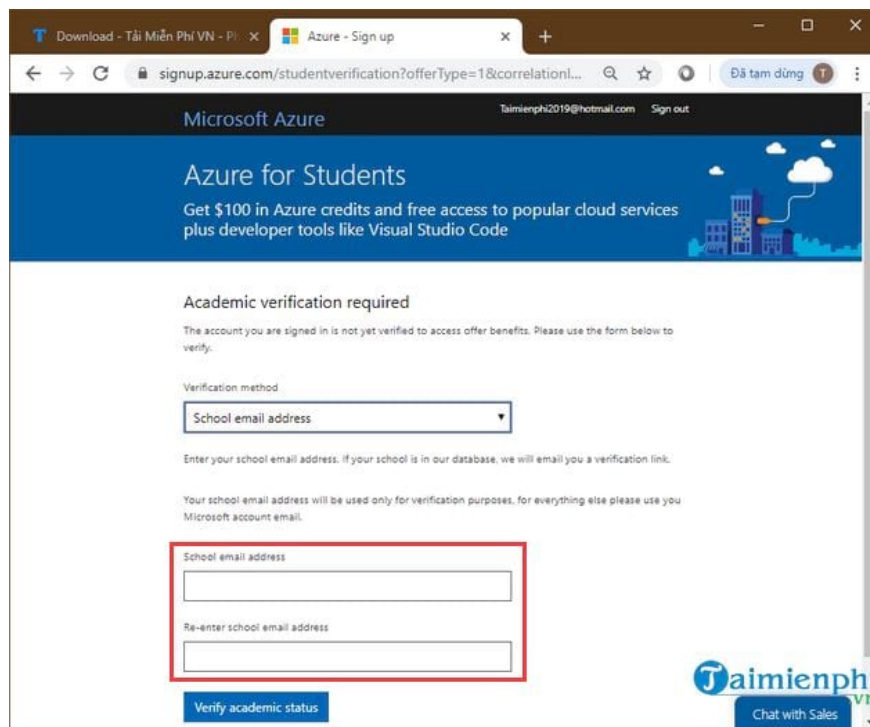 Download - Tải Miễn Phí VN - Ph
Azure - Sign up
signup.azure.com/studentverification?offerType=1&correlationI...
Đã tạm dừng
T
Microsoft Azure
Taimienphi2019@hotmail.com Sign out
Azure for Students
Get $100 in Azure credits and free access to popular cloud services
plus developer tools like Visual Studio Code
Academic verification required
The account you are signed in is not yet verified to access offer benefits. Please use the form below to
verify.
Verification method
School email address
Enter your school email address. If your school is in our database, we will email you a verification link.
Your school email address will be used only for verification purposes, for everything else please use you
Microsoft account email.
School email address
Re-enter school email address
Verify academic status
Taimienph
vn
Chat with Sales